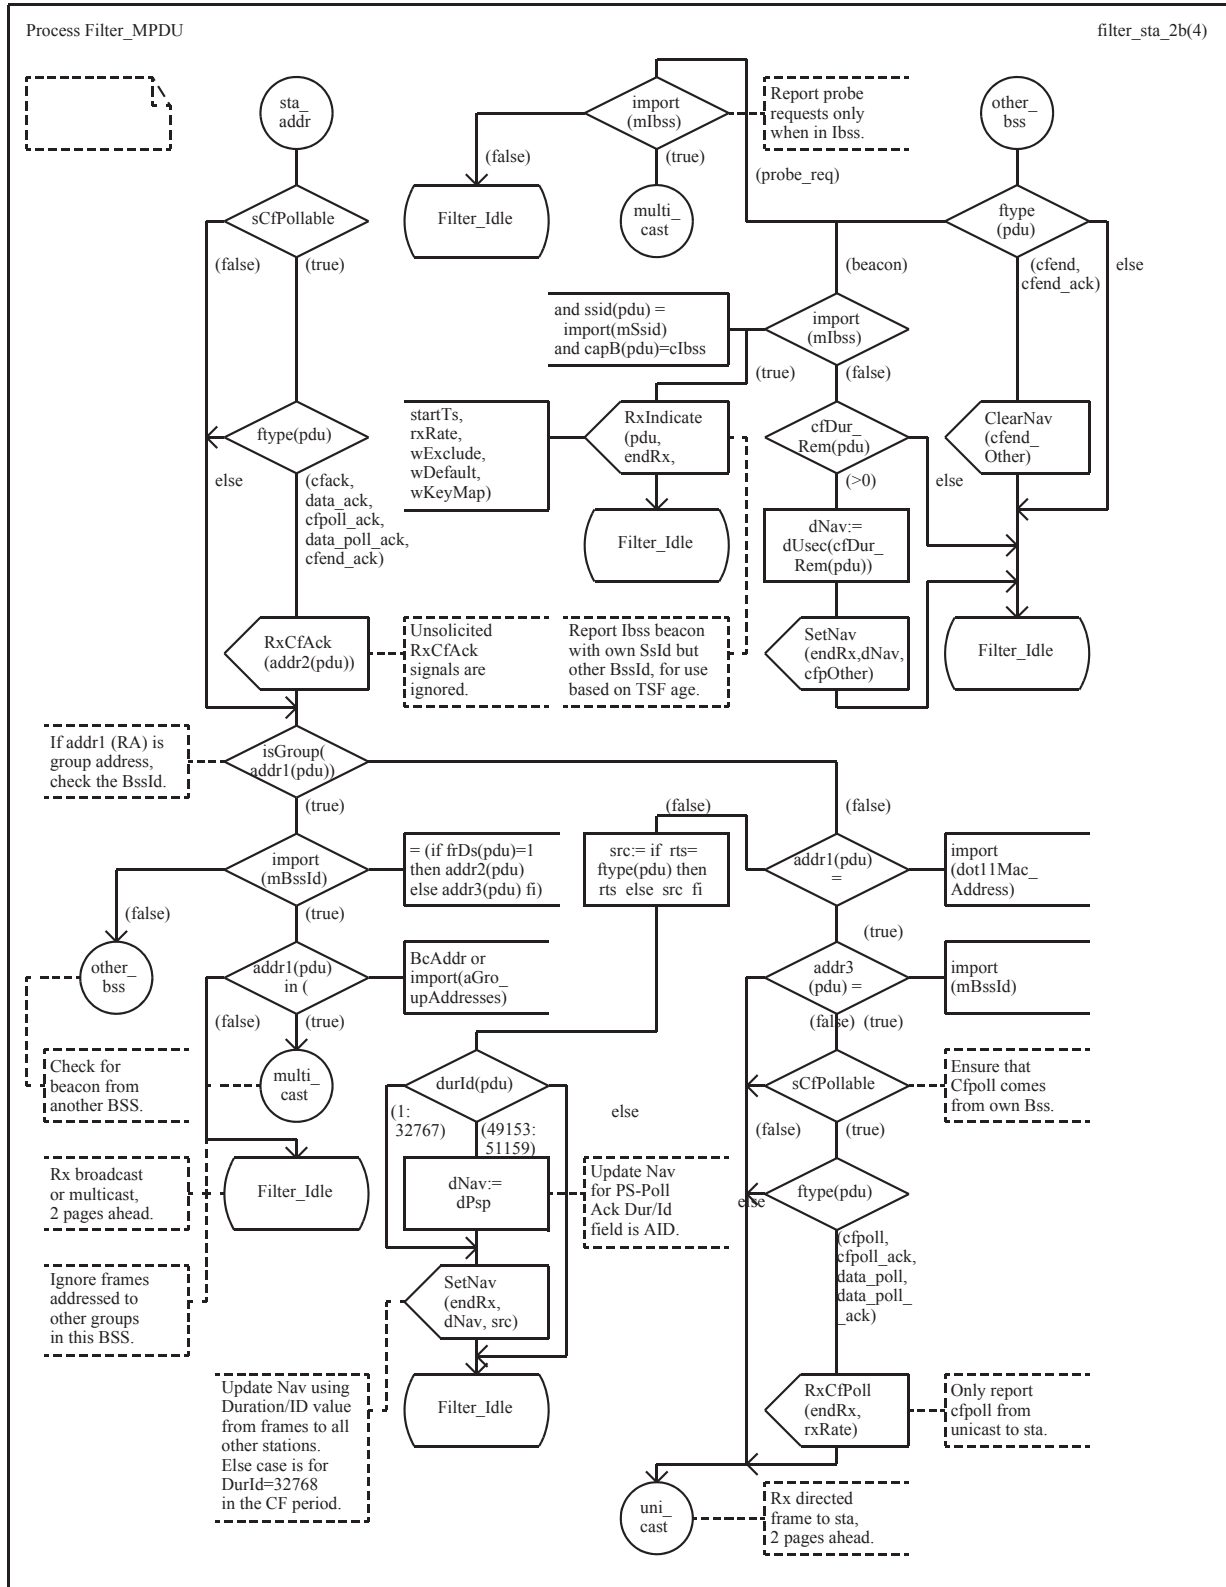 Process Filter_MPDU
filter_sta_2b(4)
sta_
addr
sCfPollable
(false)
(true)
ftype(pdu)
else
(cfack,
data_ack,
cfpoll_ack,
data_poll_ack,
cfend_ack)
RxCfAck
(addr2(pdu))
Unsolicited
RxCfAck
signals are
ignored.
import
(mIbss)
Report probe
requests only
when in Ibss.
(false)
(true)
(probe_req)
Filter_Idle
multi_
cast
other_
bss
ftype
(pdu)
(beacon)
(cfend,
cfend_ack)
else
and ssid(pdu) =
import(mSsid)
and capB(pdu)=cIbss
import
(mIbss)
(true)
(false)
startTs,
rxRate,
wExclude,
wDefault,
wKeyMap)
RxIndicate
(pdu,
endRx,
cfDur_
Rem(pdu)
ClearNav
(cfend_
Other)
(>0)
else
Filter_Idle
dNav:=
dUsec(cfDur_
Rem(pdu))
Report Ibss beacon
with own SsId but
other BssId, for use
based on TSF age.
SetNav
(endRx,dNav,
cfpOther)
Filter_Idle
If addr1 (RA) is
group address,
check the BssId.
isGroup(
addr1(pdu))
(true)
(false)
import
(mBssId)
= (if frDs(pdu)=1
then addr2(pdu)
else addr3(pdu) fi)
(false)
(true)
other_
bss
addr1(pdu)
in (
BcAddr or
import(aGro_
upAddresses)
(false)
(true)
Check for
beacon from
another BSS.
multi_
cast
Rx broadcast
or multicast,
2 pages ahead.
Filter_Idle
Ignore frames
addressed to
other groups
in this BSS.
(false)
src:= if rts=
ftype(pdu) then
rts else src fi
addr1(pdu)
=
import
(dot11Mac_
Address)
(true)
addr3
(pdu) =
import
(mBssId)
(false)
(true)
durId(pdu)
(1:
32767)
(49153:
51159)
else
dNav:=
dPsp
Update Nav
for PS-Poll
Ack Dur/Id
field is AID.
SetNav
(endRx,
dNav, src)
Update Nav using
Duration/ID value
from frames to all
other stations.
Else case is for
DurId=32768
in the CF period.
Filter_Idle
sCfPollable
Ensure that
Cfpoll comes
from own Bss.
(false)
(true)
ftype(pdu)
else
(cfpoll,
cfpoll_ack,
data_poll,
data_poll_
_ack)
RxCfPoll
(endRx,
rxRate)
Only report
cfpoll from
unicast to sta.
uni_
cast
Rx directed
frame to sta,
2 pages ahead.